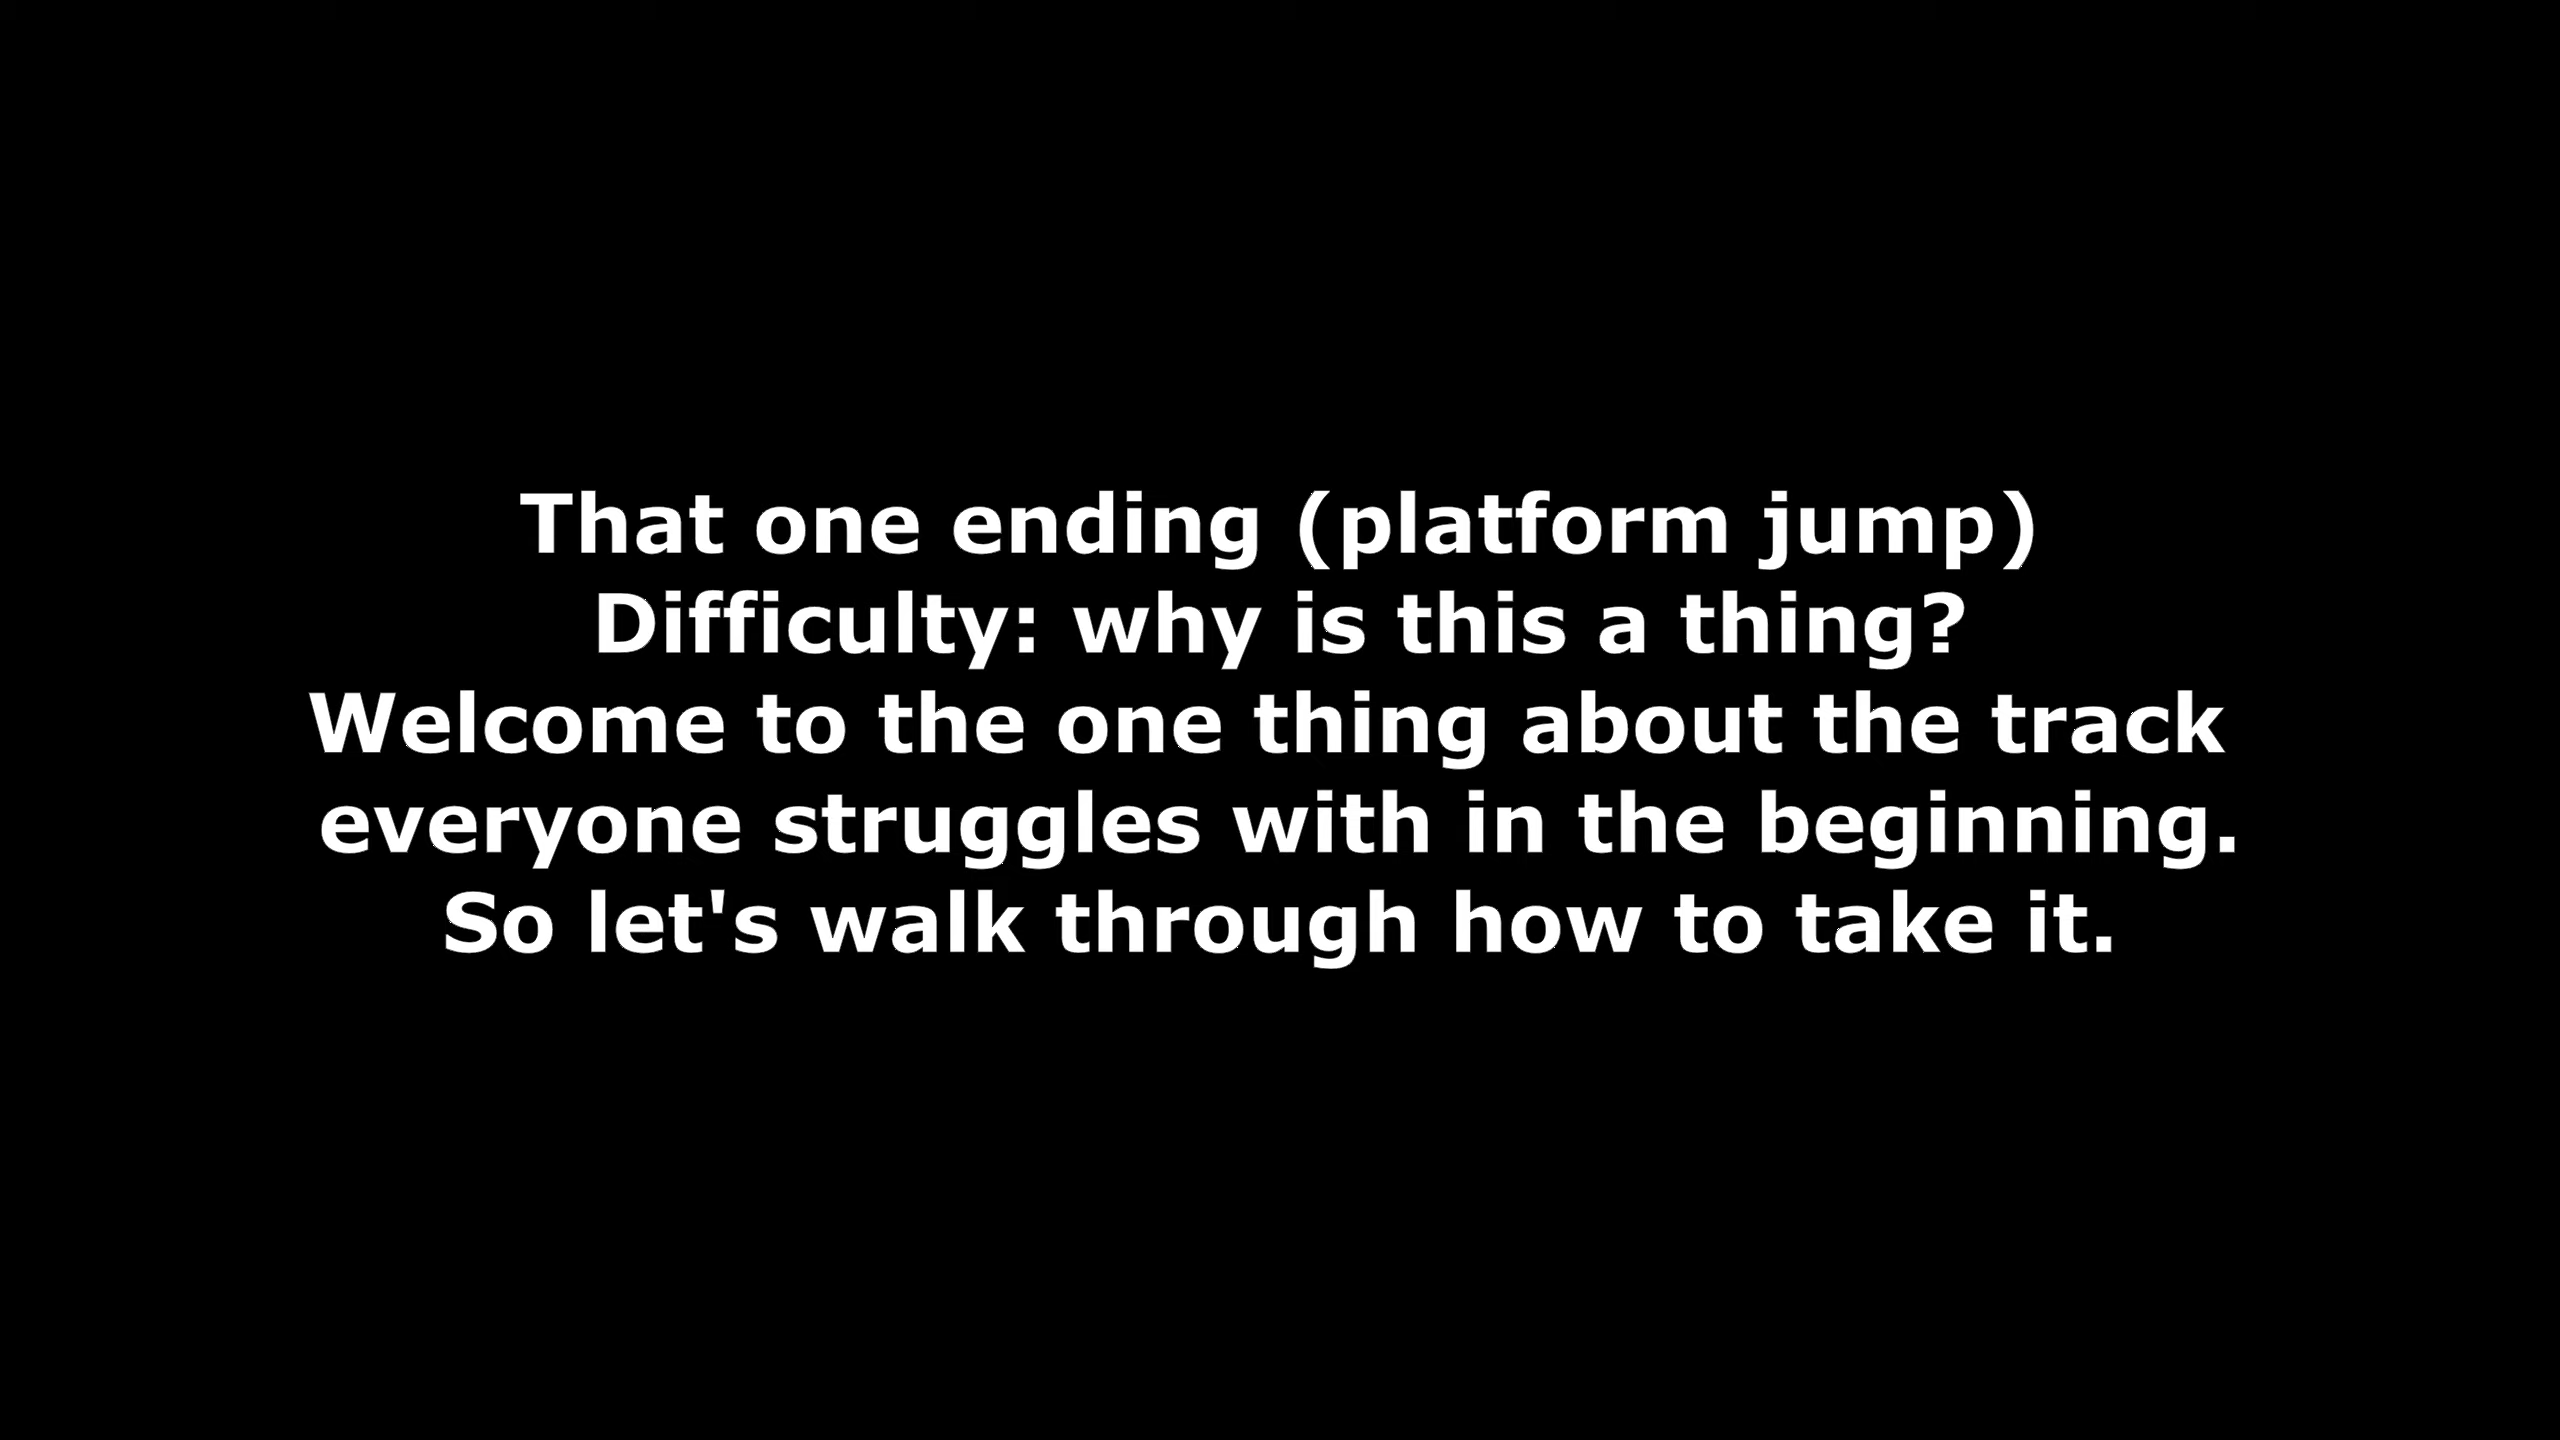 That one ending (platform jump)
Difficulty: why is this a thing?
Welcome to the one thing about the track
everyone struggles with in the beginning.
So let's walk through how to take it.